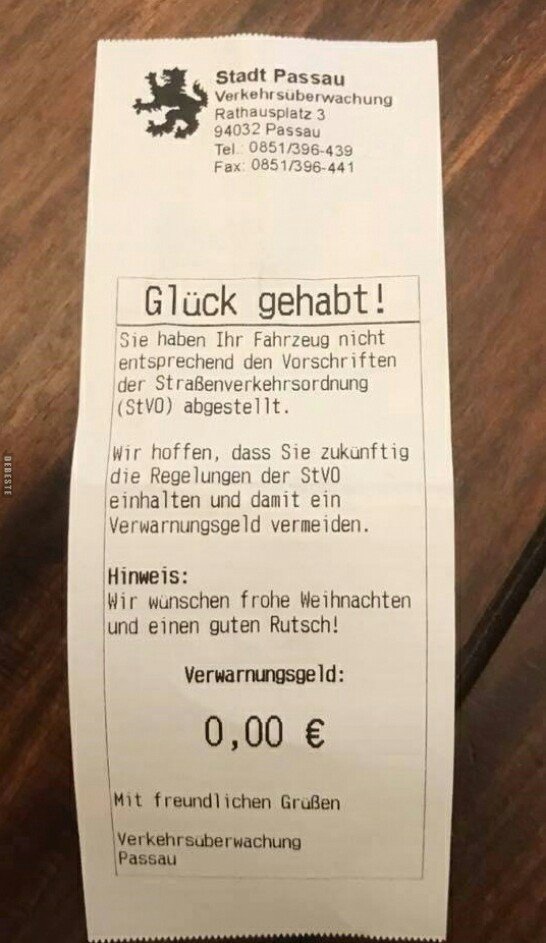 Stadt Passau
Verkehrsüberwachung
Rathausplatz 3
94032 Passau
Tel.: 0851/396-439
Fax: 0851/396-441
Glück gehabt!
Sie haben Ihr Fahrzeug nicht
entsprechend den Vorschriften
der Straßenverkehrsordnung
(StVO) abgestellt.
Wir hoffen, dass Sie zukünftig
die Regelungen der StVO
einhalten und damit ein
Verwarnungsgeld vermeiden.
Hinweis:
Wir wünschen frohe Weihnachten
und einen guten Rutsch!
Verwarnungsgeld:
0,00 €
Mit freundlichen Grüßen
Verkehrsüberwachung
Passau
DEBESTE